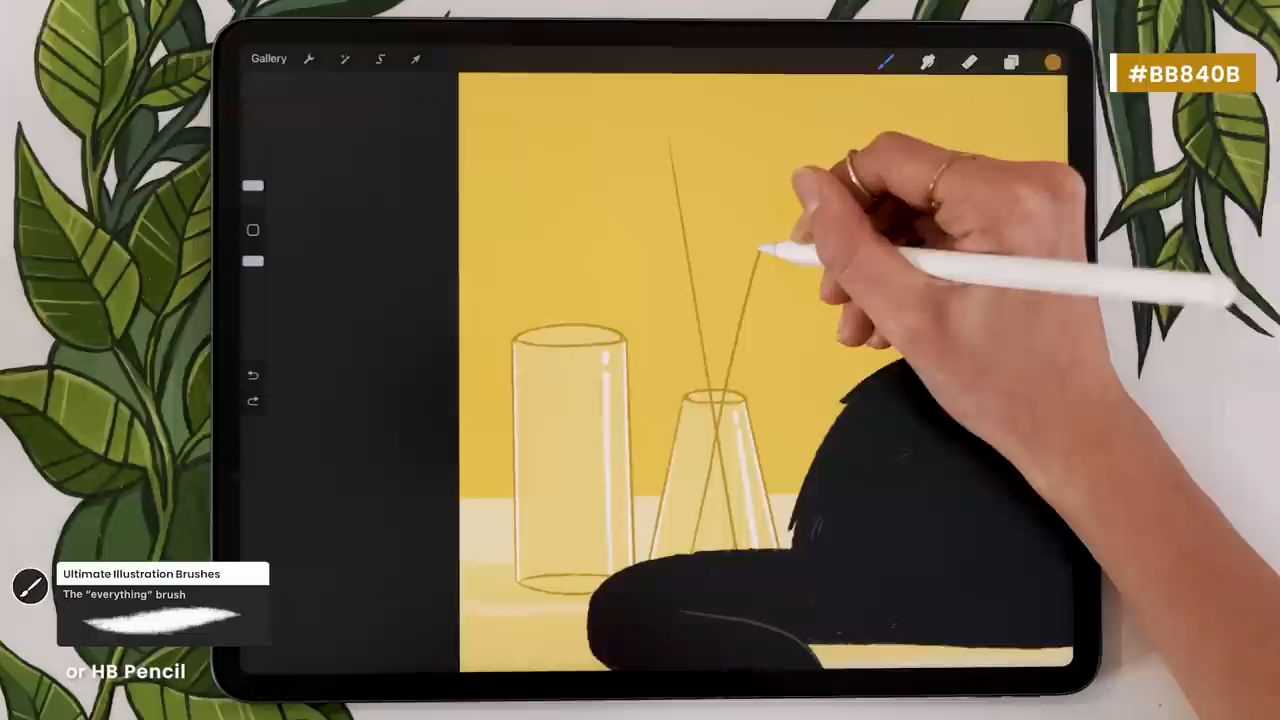 Gallery
#BB840B
Ultimate Illustration Brushes
The "everything" brush
or HB Pencil